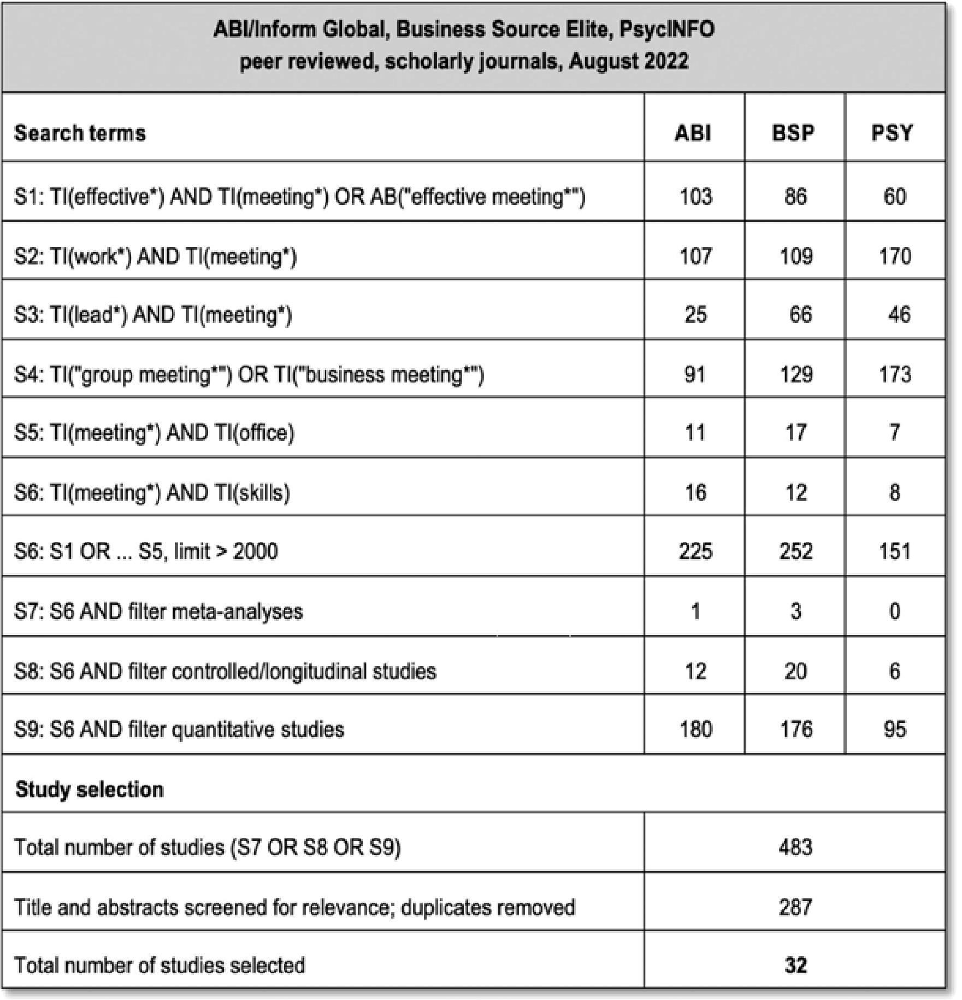 ABI/Inform Global, Business Source Elite, PsycINFO
peer reviewed, scholarly journals, August 2022
Search terms ABI BSP PSY
S1: TI(effective*) AND TI(meeting*) OR AB("effective meeting*") 103 86 60
S2: TI(work*) AND TI(meeting*) 107 109 170
S3: TI(lead*) AND TI(meeting*) 25 66 46
S4: TI("group meeting*") OR TI("business meeting*") 91 129 173
S5: TI(meeting*) AND TI(office) 11 17 7
S6: TI(meeting*) AND TI(skills) 16 12 8
S6: S1 OR ... S5, limit > 2000 225 252 151
S7: S6 AND filter meta-analyses 1 3 0
S8: S6 AND filter controlled/longitudinal studies 12 20 6
S9: S6 AND filter quantitative studies 180 176 95
Study selection
Total number of studies (S7 OR S8 OR S9) 483
Title and abstracts screened for relevance; duplicates removed 287
Total number of studies selected 32